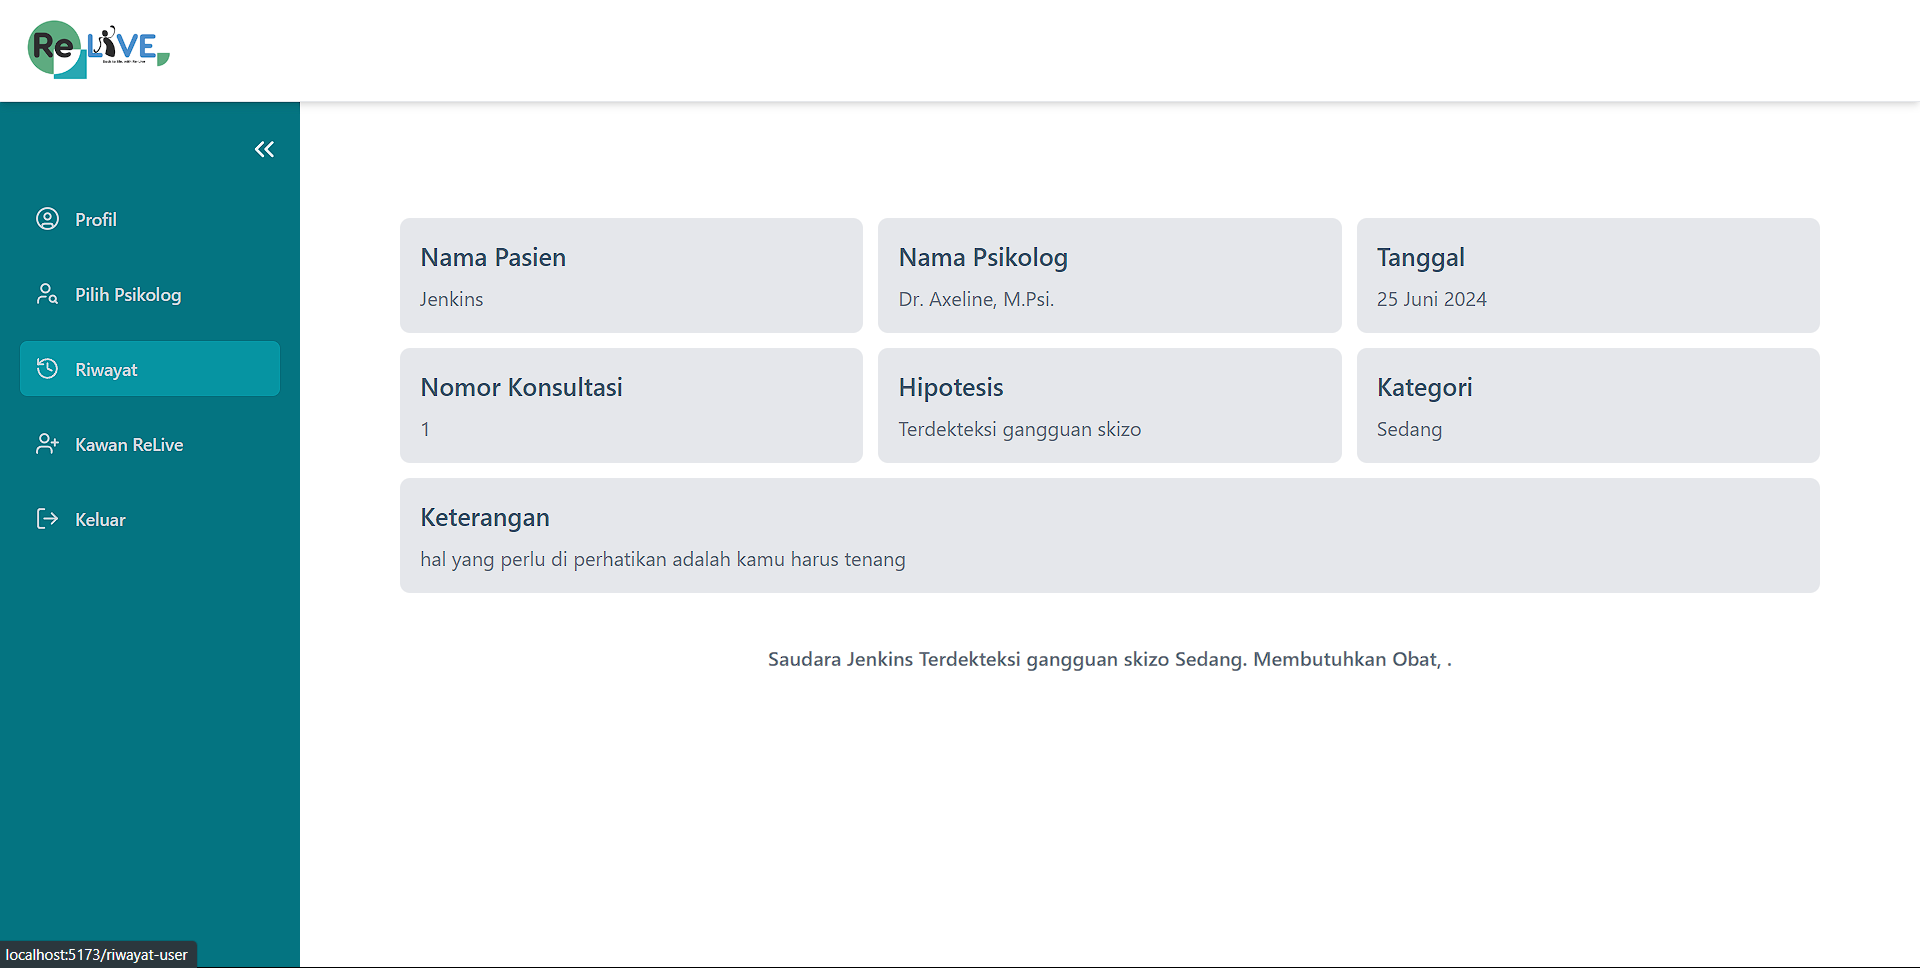 Re LIVE
Profil
Pilih Psikolog
Riwayat
Kawan ReLive
Keluar
Nama Pasien
Jenkins
Nama Psikolog
Dr. Axeline, M.Psi.
Tanggal
25 Juni 2024
Nomor Konsultasi
1
Hipotesis
Terdekteksi gangguan skizo
Kategori
Sedang
Keterangan
hal yang perlu di perhatikan adalah kamu harus tenang
Saudara Jenkins Terdekteksi gangguan skizo Sedang. Membutuhkan Obat, .
localhost:5173/riwayat-user